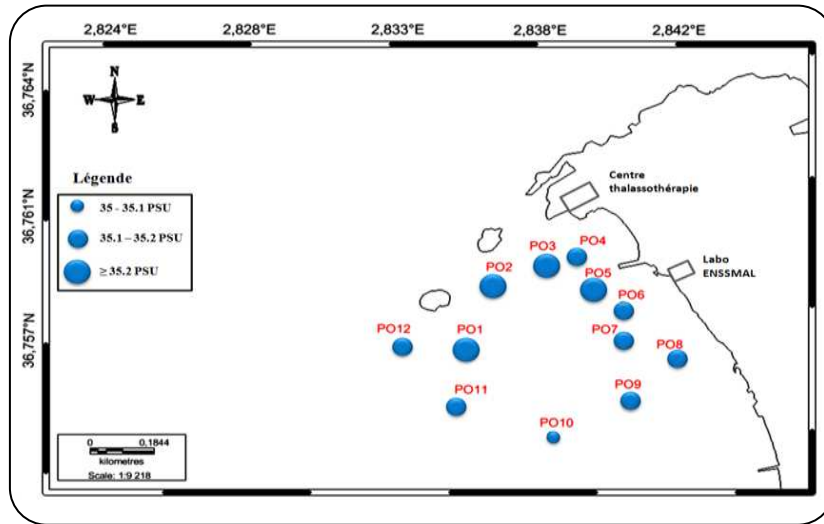 2,824°E 2,828°E 2,833°E 2,838°E 2,842°E
36,764°N
36,761°N
36,757°N
N
W E
S
Légende
35 - 35.1 PSU
35.1 – 35.2 PSU
≥ 35.2 PSU
Centre
thalassothérapie
Labo
ENSSMAL
PO3
PO4
PO2
PO5
PO6
PO12
PO1
PO7
PO8
PO11
PO9
PO10
0 0,1844
kilometres
Scale: 1:9 218